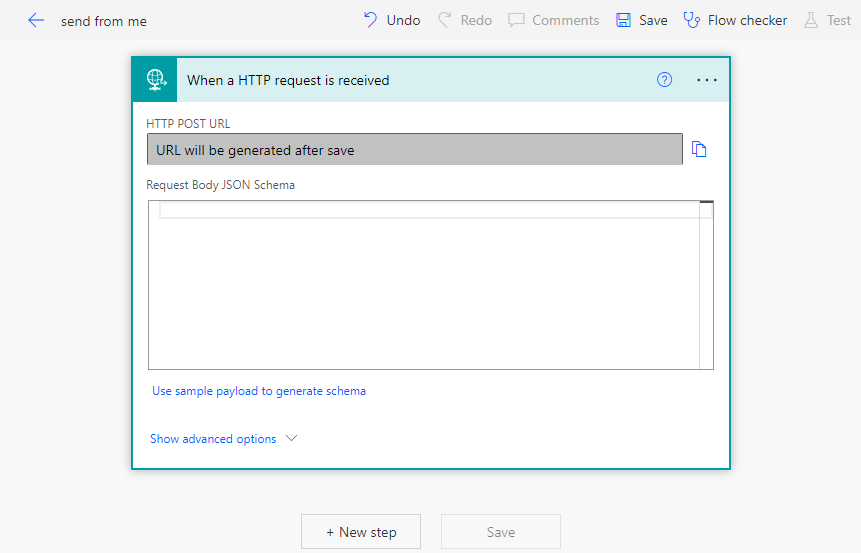 send from me
Undo
Redo
Comments
Save
Flow checker
Test
When a HTTP request is received
HTTP POST URL
URL will be generated after save
Request Body JSON Schema
Use sample payload to generate schema
Show advanced options
+ New step
Save